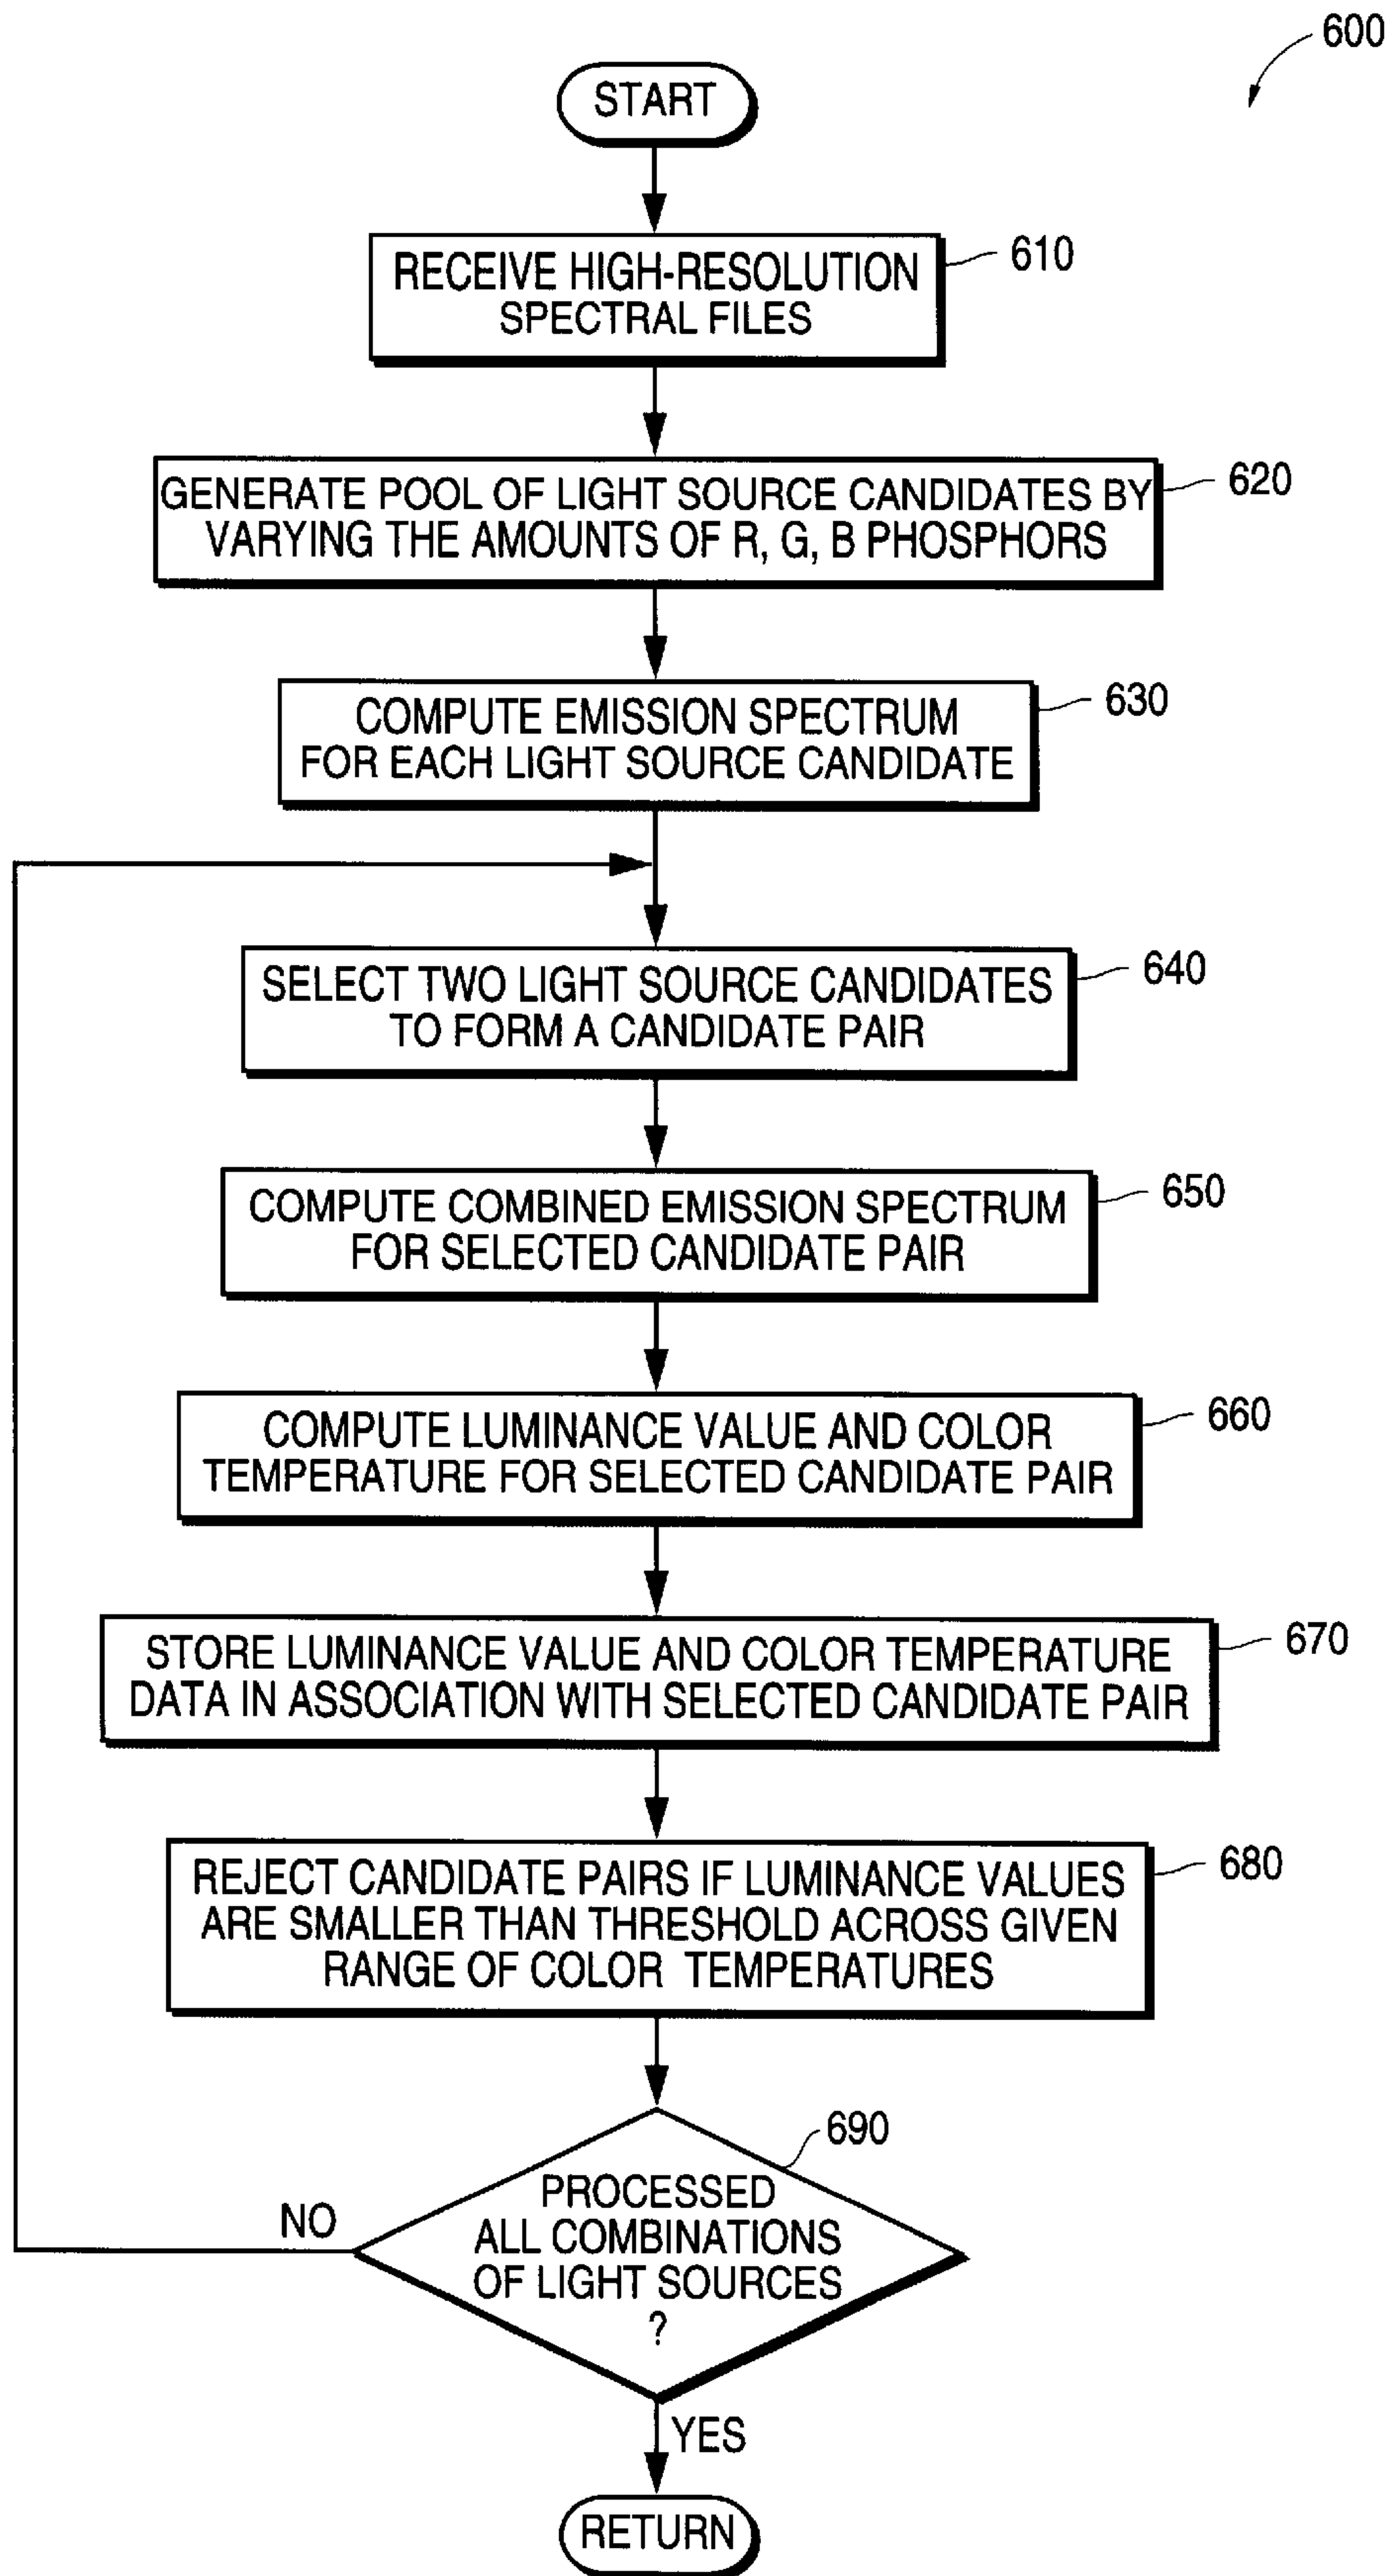 600
START
RECEIVE HIGH-RESOLUTION
SPECTRAL FILES
610
GENERATE POOL OF LIGHT SOURCE CANDIDATES BY
VARYING THE AMOUNTS OF R, G, B PHOSPHORS
620
COMPUTE EMISSION SPECTRUM
FOR EACH LIGHT SOURCE CANDIDATE
630
SELECT TWO LIGHT SOURCE CANDIDATES
TO FORM A CANDIDATE PAIR
640
COMPUTE COMBINED EMISSION SPECTRUM
FOR SELECTED CANDIDATE PAIR
650
COMPUTE LUMINANCE VALUE AND COLOR
TEMPERATURE FOR SELECTED CANDIDATE PAIR
660
STORE LUMINANCE VALUE AND COLOR TEMPERATURE
DATA IN ASSOCIATION WITH SELECTED CANDIDATE PAIR
670
REJECT CANDIDATE PAIRS IF LUMINANCE VALUES
ARE SMALLER THAN THRESHOLD ACROSS GIVEN
RANGE OF COLOR TEMPERATURES
680
690
PROCESSED
ALL COMBINATIONS
OF LIGHT SOURCES
?
NO
YES
RETURN